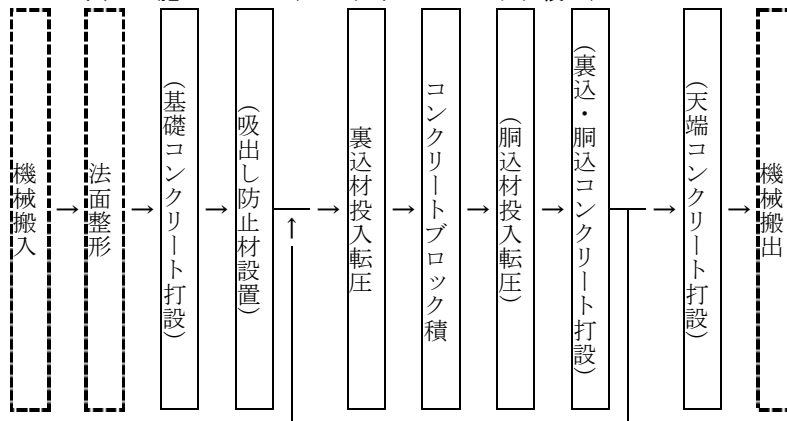 機械搬入
→
法面整形
→
(基礎コンクリート打設)
→
(吸出し防止材設置)
→
↑
裏込材投入転圧
→
コンクリートブロック積
→
(胴込材投入転圧)
→
(裏込・胴込コンクリート打設)
→
(天端コンクリート打設)
→
機械搬出